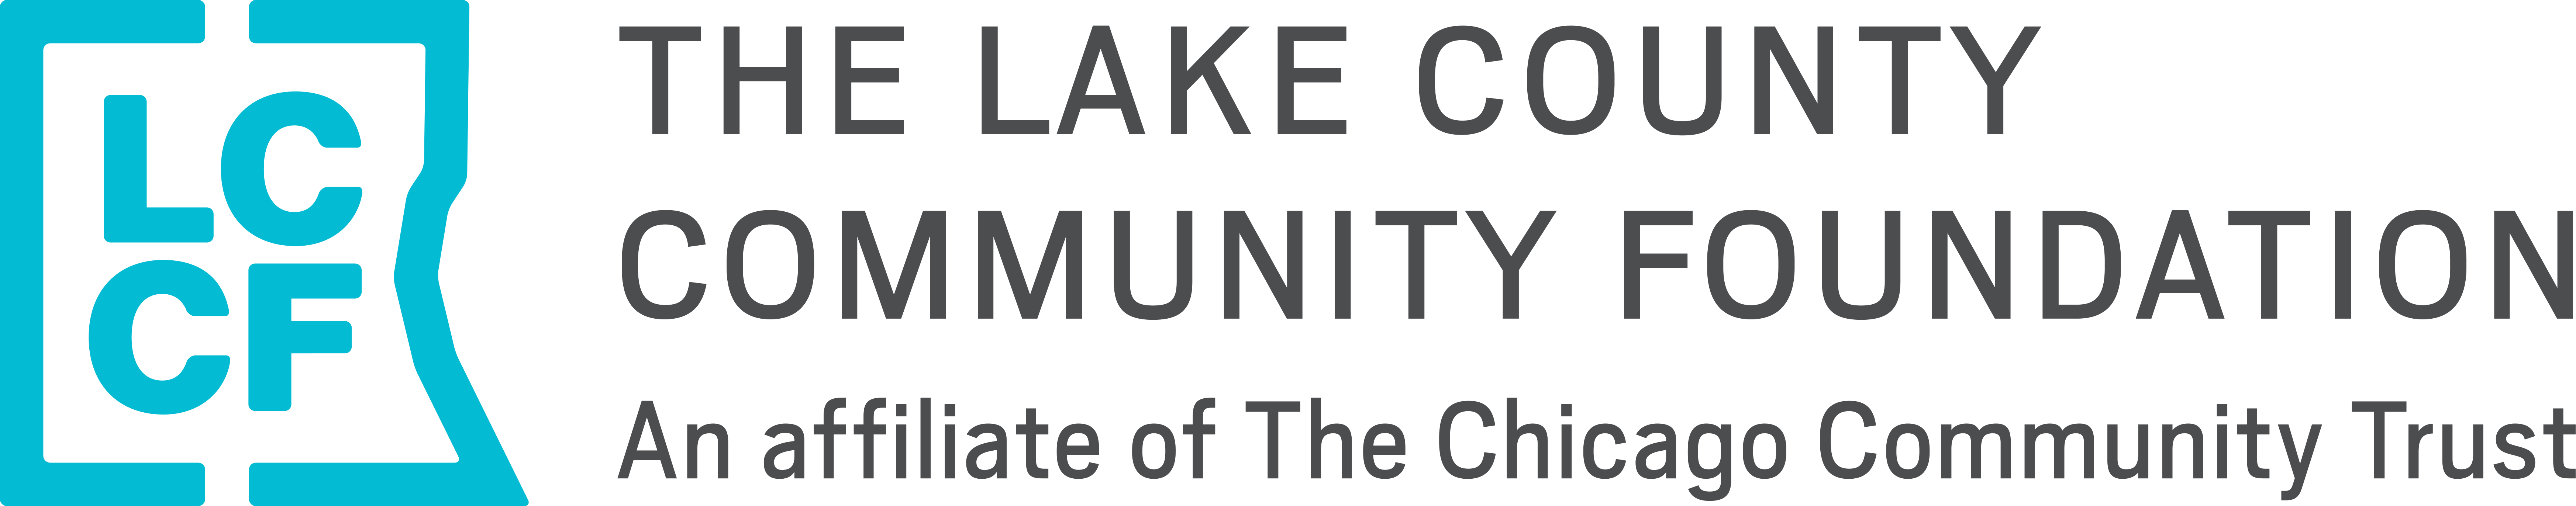 LC
CF
THE LAKE COUNTY
COMMUNITY FOUNDATION
An affiliate of The Chicago Community Trust